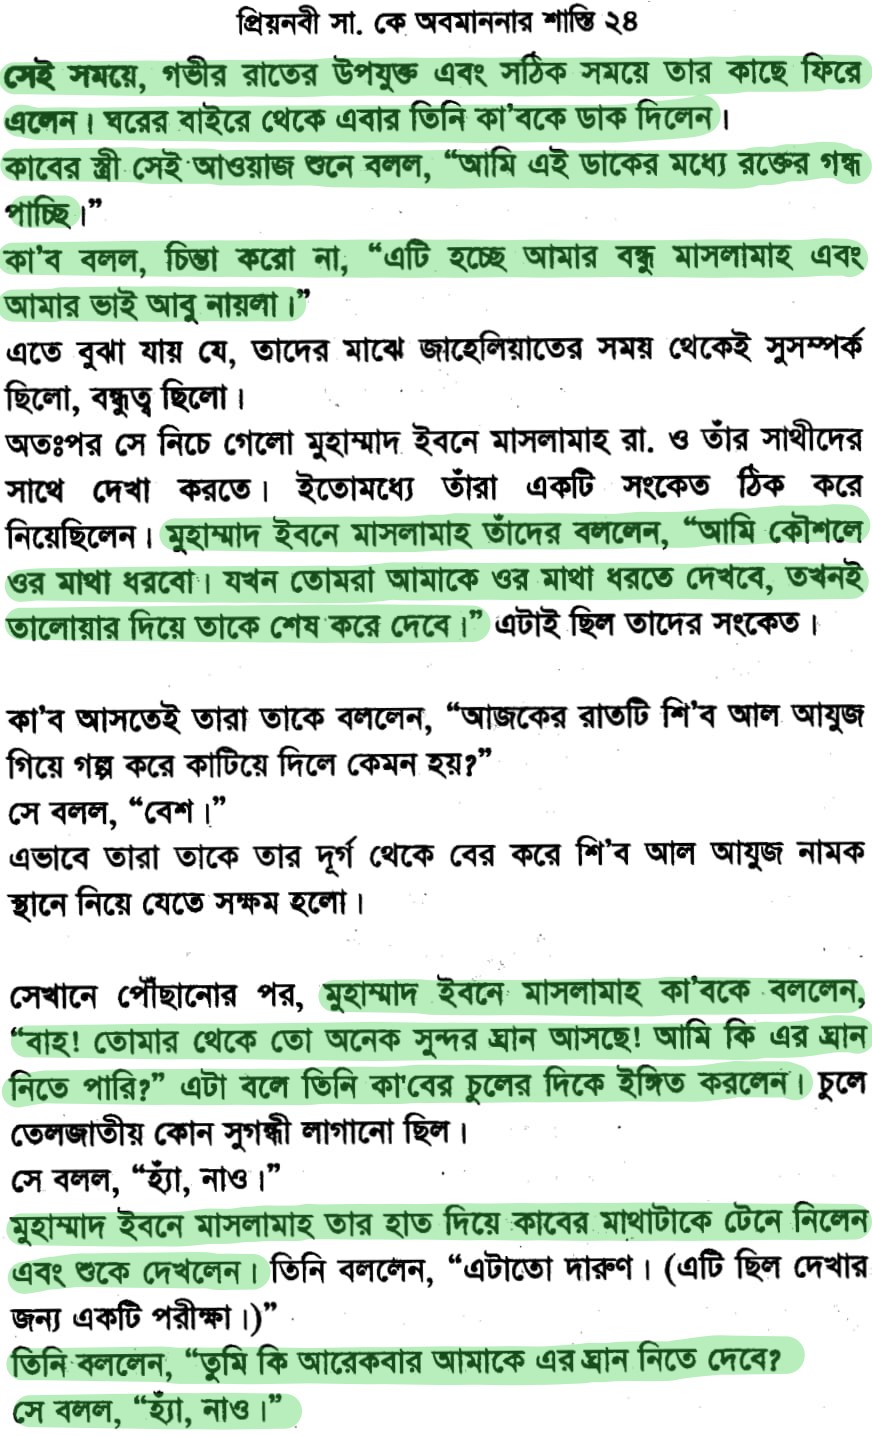 প্রিয়নবী সা. কে অবমাননার শাস্তি ২৪
সেই সময়ে, গভীর রাতের উপযুক্ত এবং সঠিক সময়ে তার কাছে ফিরে
এলেন। ঘরের বাইরে থেকে এবার তিনি কা'বকে ডাক দিলেন।
কাবের স্ত্রী সেই আওয়াজ শুনে বলল, “আমি এই ডাকের মধ্যে রক্তের গন্ধ
পাচ্ছি।”
কা'ব বলল, চিন্তা করো না, “এটি হচ্ছে আমার বন্ধু মাসলামাহ এবং
আমার ভাই আবু নায়লা।”
এতে বুঝা যায় যে, তাদের মাঝে জাহেলিয়াতের সময় থেকেই সুসম্পর্ক
ছিলো, বন্ধুত্ব ছিলো।
অতঃপর সে নিচে গেলো মুহাম্মাদ ইবনে মাসলামাহ রা. ও তাঁর সাথীদের
সাথে দেখা করতে। ইতোমধ্যে তাঁরা একটি সংকেত ঠিক করে
নিয়েছিলেন। মুহাম্মাদ ইবনে মাসলামাহ তাঁদের বললেন, “আমি কৌশলে
ওর মাথা ধরবো। যখন তোমরা আমাকে ওর মাথা ধরতে দেখবে, তখনই
তালোয়ার দিয়ে তাকে শেষ করে দেবে।” এটাই ছিল তাদের সংকেত।
কা'ব আসতেই তারা তাকে বললেন, “আজকের রাতটি শি'ব আল আযুজ
গিয়ে গল্প করে কাটিয়ে দিলে কেমন হয়?”
সে বলল, “বেশ।”
এভাবে তারা তাকে তার দূর্গ থেকে বের করে শি'ব আল আযুজ নামক
স্থানে নিয়ে যেতে সক্ষম হলো।
সেখানে পৌঁছানোর পর, মুহাম্মাদ ইবনে মাসলামাহ কা'বকে বললেন,
“বাহ! তোমার থেকে তো অনেক সুন্দর ঘ্রান আসছে! আমি কি এর ঘ্রান
নিতে পারি?” এটা বলে তিনি কা'বের চুলের দিকে ইঙ্গিত করলেন। চুলে
তেলজাতীয় কোন সুগন্ধী লাগানো ছিল।
সে বলল, “হ্যাঁ, নাও।”
মুহাম্মাদ ইবনে মাসলামাহ তার হাত দিয়ে কাবের মাথাটাকে টেনে নিলেন
এবং শুকে দেখলেন। তিনি বললেন, “এটাতো দারুণ। (এটি ছিল দেখার
জন্য একটি পরীক্ষা।)”
তিনি বললেন, “তুমি কি আরেকবার আমাকে এর ঘ্রান নিতে দেবে?
সে বলল, “হ্যাঁ, নাও।”